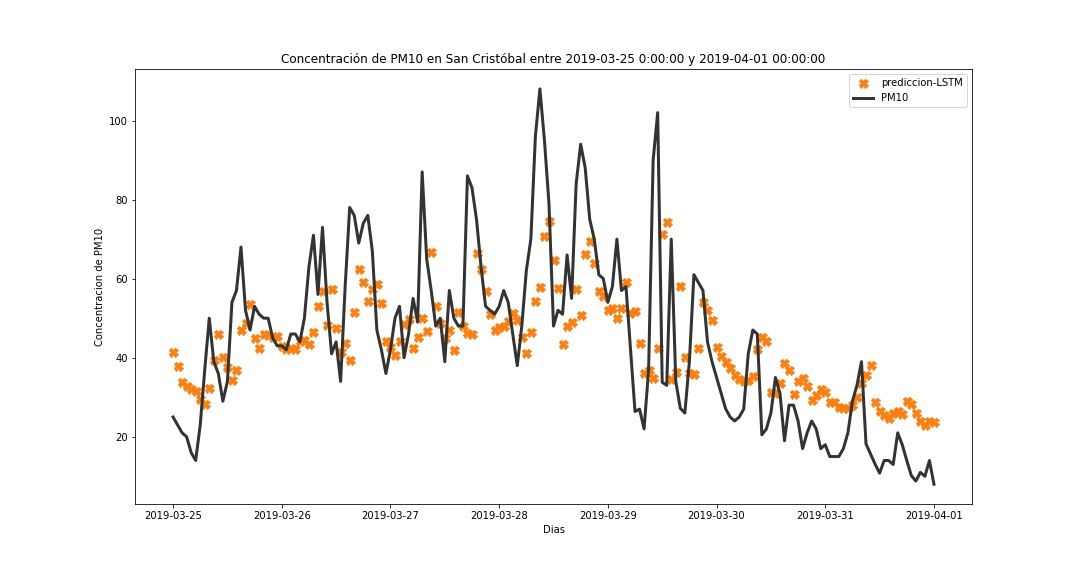 Concentración de PM10 en San Cristóbal entre 2019-03-25 0:00:00 y 2019-04-01 00:00:00
prediccion-LSTM
PM10
Concentracion de PM10
100
80
60
40
20
2019-03-25 2019-03-26 2019-03-27 2019-03-28 2019-03-29 2019-03-30 2019-03-31 2019-04-01
Dias